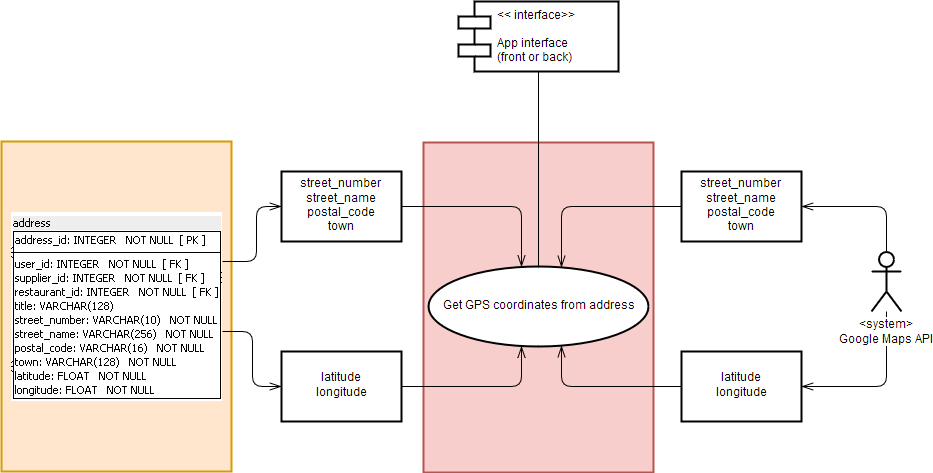 << interface>>
App interface
(front or back)
address
address_id: INTEGER NOT NULL [ PK ]
user_id: INTEGER NOT NULL [ FK ]
supplier_id: INTEGER NOT NULL [ FK ]
restaurant_id: INTEGER NOT NULL [ FK ]
title: VARCHAR(128)
street_number: VARCHAR(10) NOT NULL
street_name: VARCHAR(256) NOT NULL
postal_code: VARCHAR(16) NOT NULL
town: VARCHAR(128) NOT NULL
latitude: FLOAT NOT NULL
longitude: FLOAT NOT NULL
street_number
street_name
postal_code
town
latitude
longitude
Get GPS coordinates from address
street_number
street_name
postal_code
town
latitude
longitude
<system>
Google Maps API